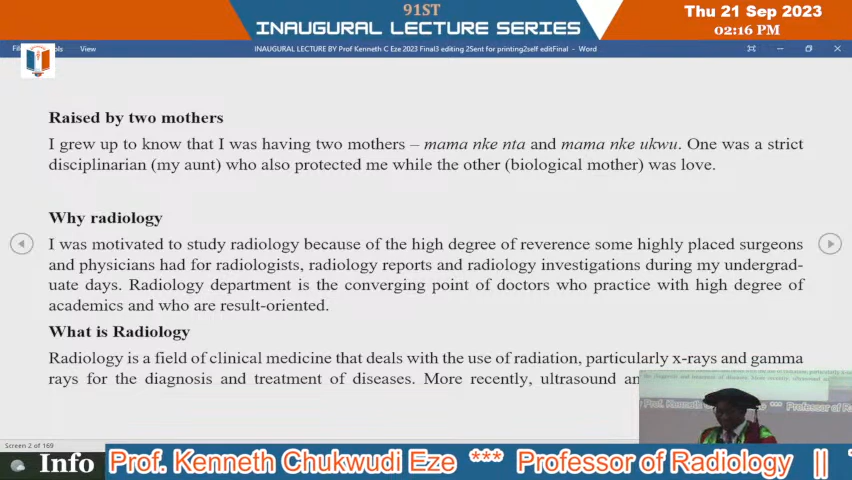 91ST
INAUGURAL LECTURE SERIES
Thu 21 Sep 2023
02:16 PM
View
INAUGURAL LECTURE BY Prof Kenneth C Eze 2023 Final3 editing 2Sent for printing2self editFinal - Word
Raised by two mothers
I grew up to know that I was having two mothers – mama nke nta and mama nke ukwu. One was a strict
disciplinarian (my aunt) who also protected me while the other (biological mother) was love.
Why radiology
I was motivated to study radiology because of the high degree of reverence some highly placed surgeons
and physicians had for radiologists, radiology reports and radiology investigations during my undergrad-
uate days. Radiology department is the converging point of doctors who practice with high degree of
academics and who are result-oriented.
What is Radiology
Radiology is a field of clinical medicine that deals with the use of radiation, particularly x-rays and gamma
rays for the diagnosis and treatment of diseases. More recently, ultrasound
Prof. Kenneth Chukwudi
Professor of Radio
Screen 2 of 169
Info
Prof. Kenneth Chukwudi Eze *** Professor of Radiology ||